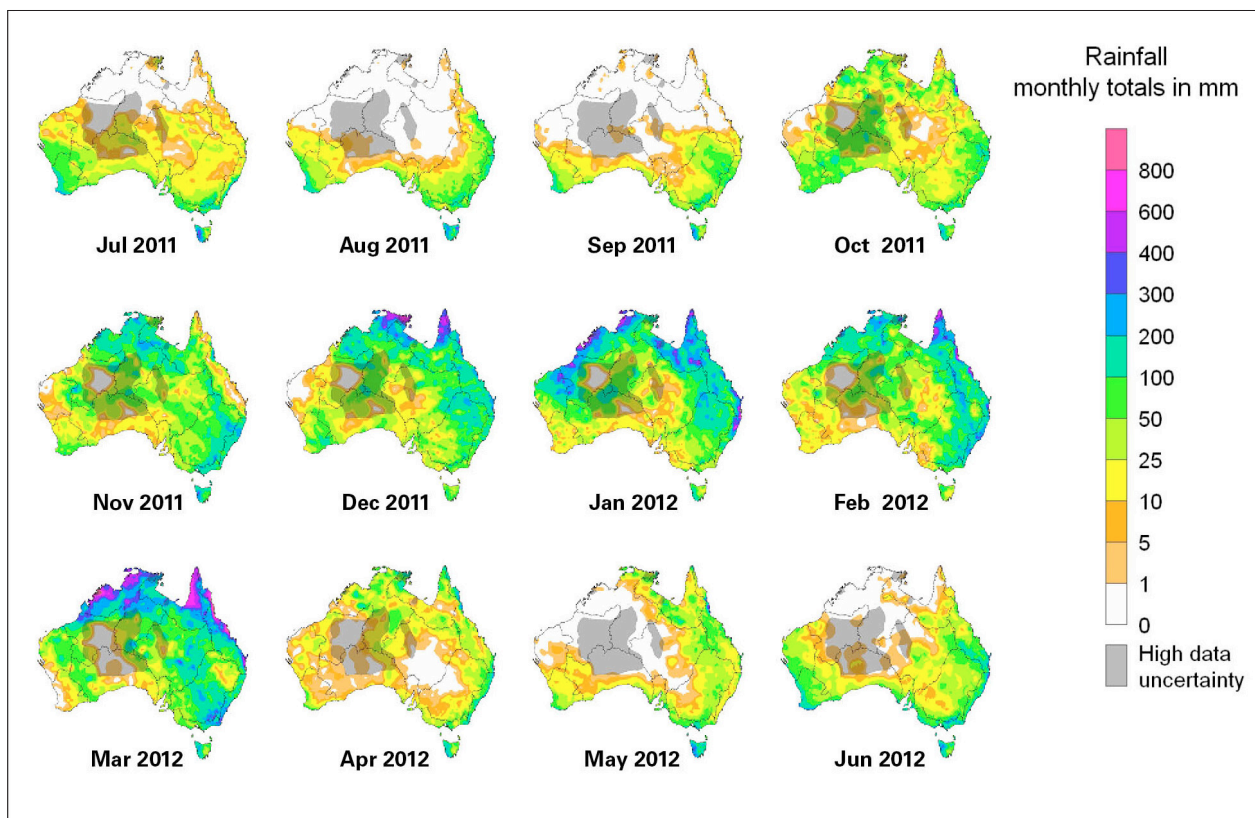 Rainfall
monthly totals in mm
800
600
400
300
200
100
50
25
10
5
1
0
High data
uncertainty
Jul 2011
Aug 2011
Sep 2011
Oct 2011
Nov 2011
Dec 2011
Jan 2012
Feb 2012
Mar 2012
Apr 2012
May 2012
Jun 2012